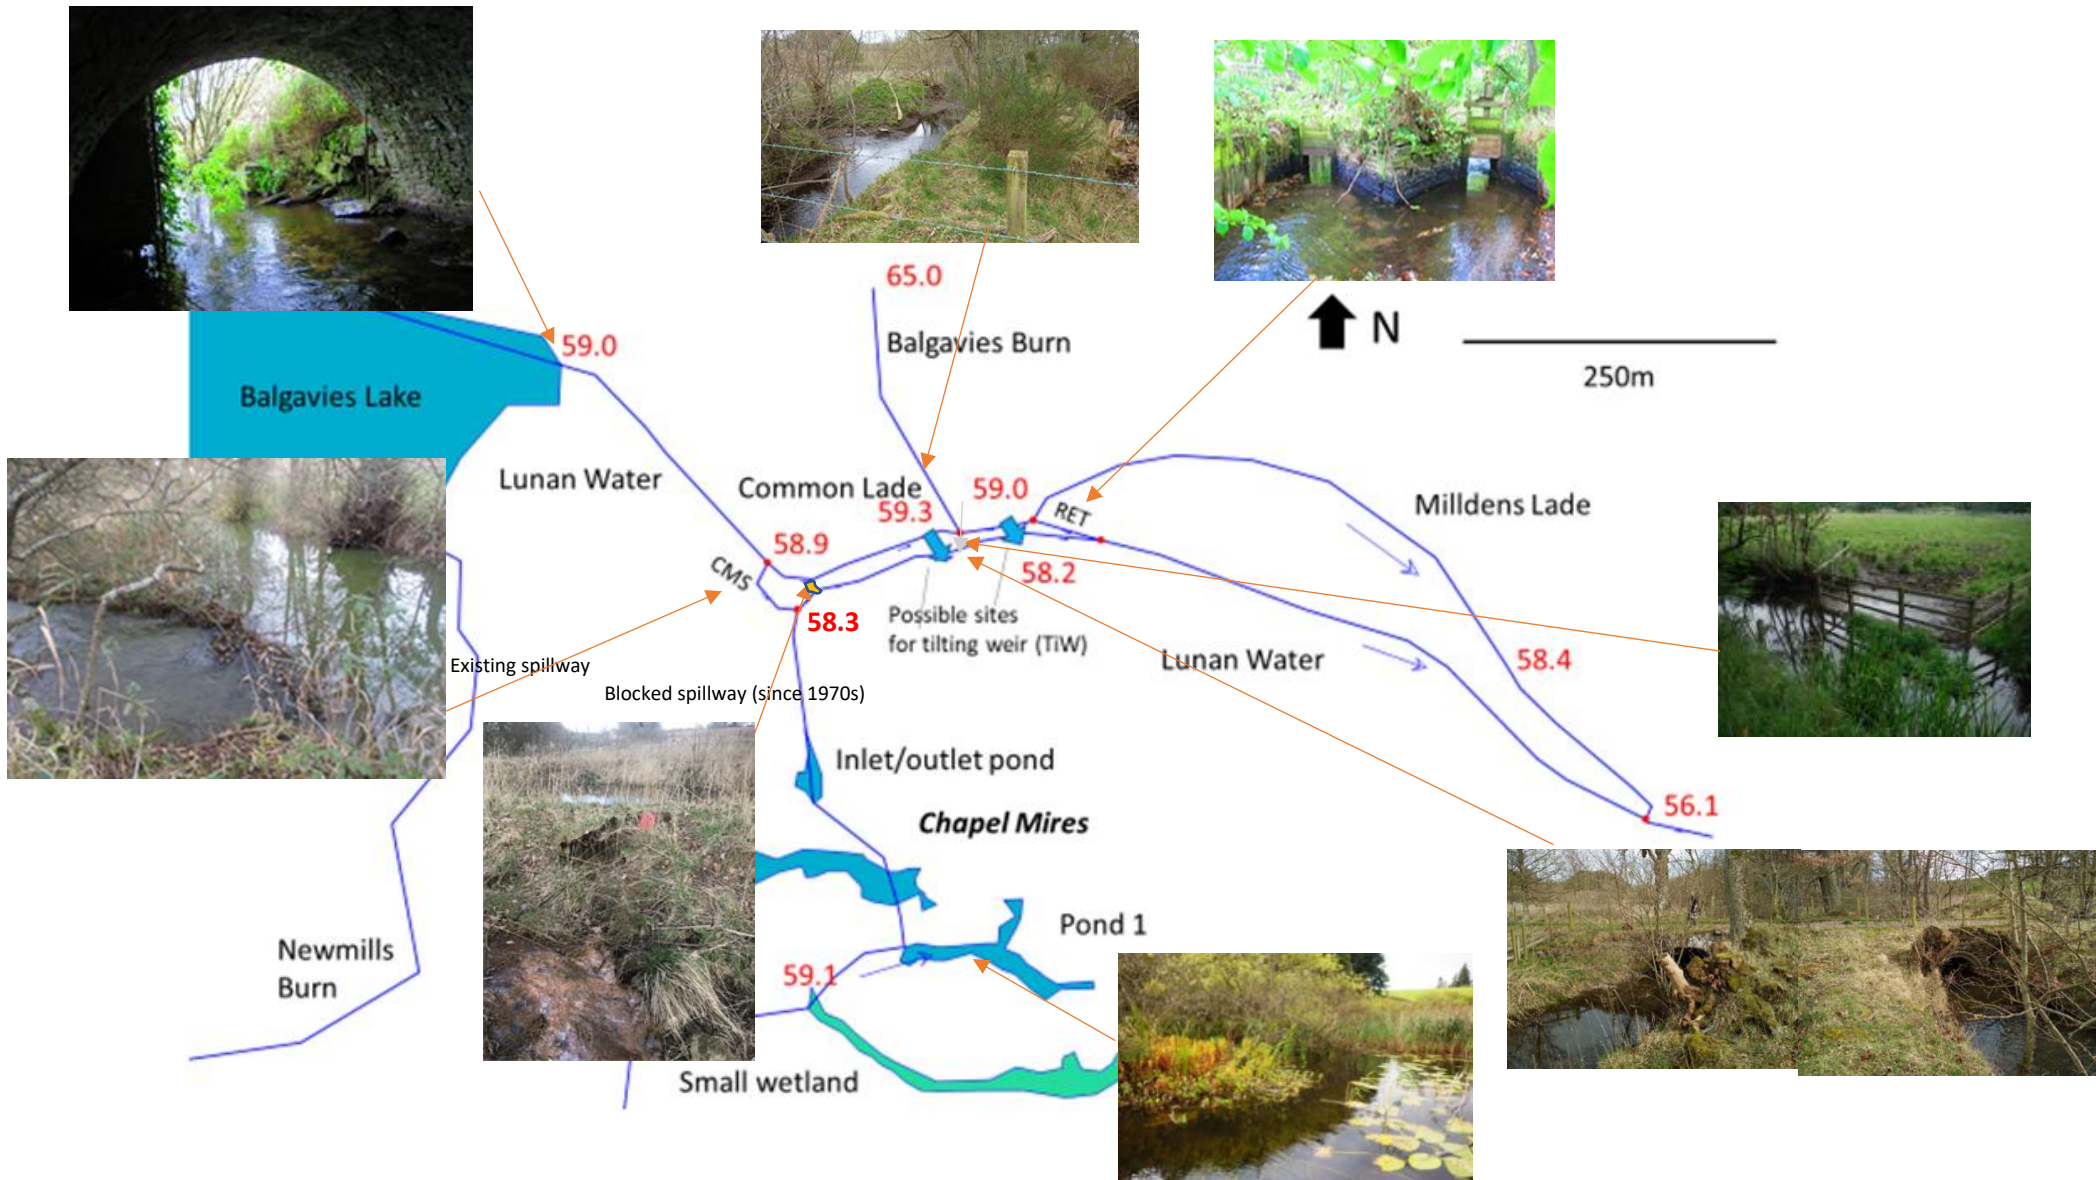 65.0
N
59.0
Balgavies Burn
250m
Balgavies Lake
Lunan Water
Common Lade
59.0
59.3
RET
Milldens Lade
58.9
CMS
58.2
58.3
Possible sites
for tilting weir (TiW)
Existing spillway
Lunan Water
58.4
Blocked spillway (since 1970s)
Inlet/outlet pond
56.1
Chapel Mires
Pond 1
Newmills
Burn
59.1
Small wetland